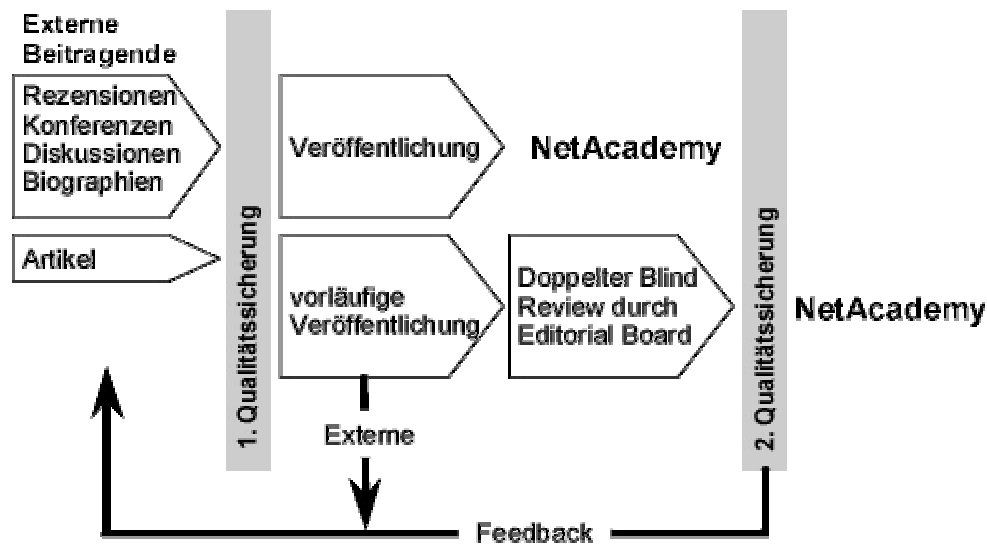 Externe
Beitragende
Rezensionen
Konferenzen
Diskussionen
Biographien
Artikel
1. Qualitätssicherung
Veröffentlichung
NetAcademy
vorläufige
Veröffentlichung
Doppelter Blind
Review durch
Editorial Board
2. Qualitätssicherung
NetAcademy
Externe
Feedback